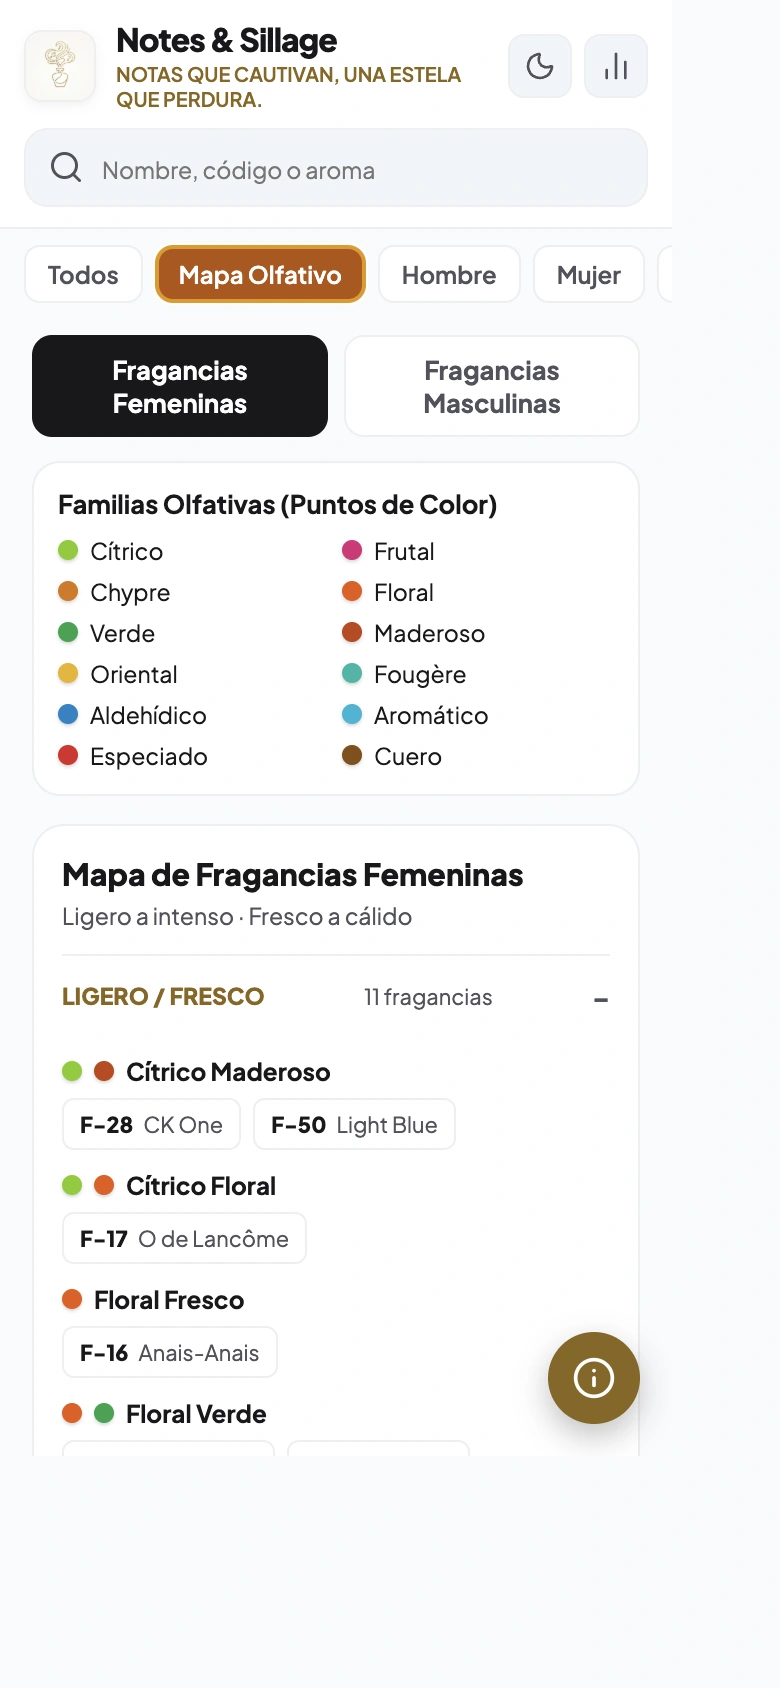 Notes & Sillage
NOTAS QUE CAUTIVAN, UNA ESTELA
QUE PERDURA.
Nombre, código o aroma
Todos
Mapa Olfativo
Hombre
Mujer
Fragancias
Femeninas
Fragancias
Masculinas
Familias Olfativas (Puntos de Color)
Cítrico
Frutal
Chypre
Floral
Verde
Maderoso
Oriental
Fougère
Aldehídico
Aromático
Especiado
Cuero
Mapa de Fragancias Femeninas
Ligero a intenso · Fresco a cálido
LIGERO / FRESCO 11 fragancias –
Cítrico Maderoso
F-28 CK One
F-50 Light Blue
Cítrico Floral
F-17 O de Lancôme
Floral Fresco
F-16 Anais-Anais
Floral Verde